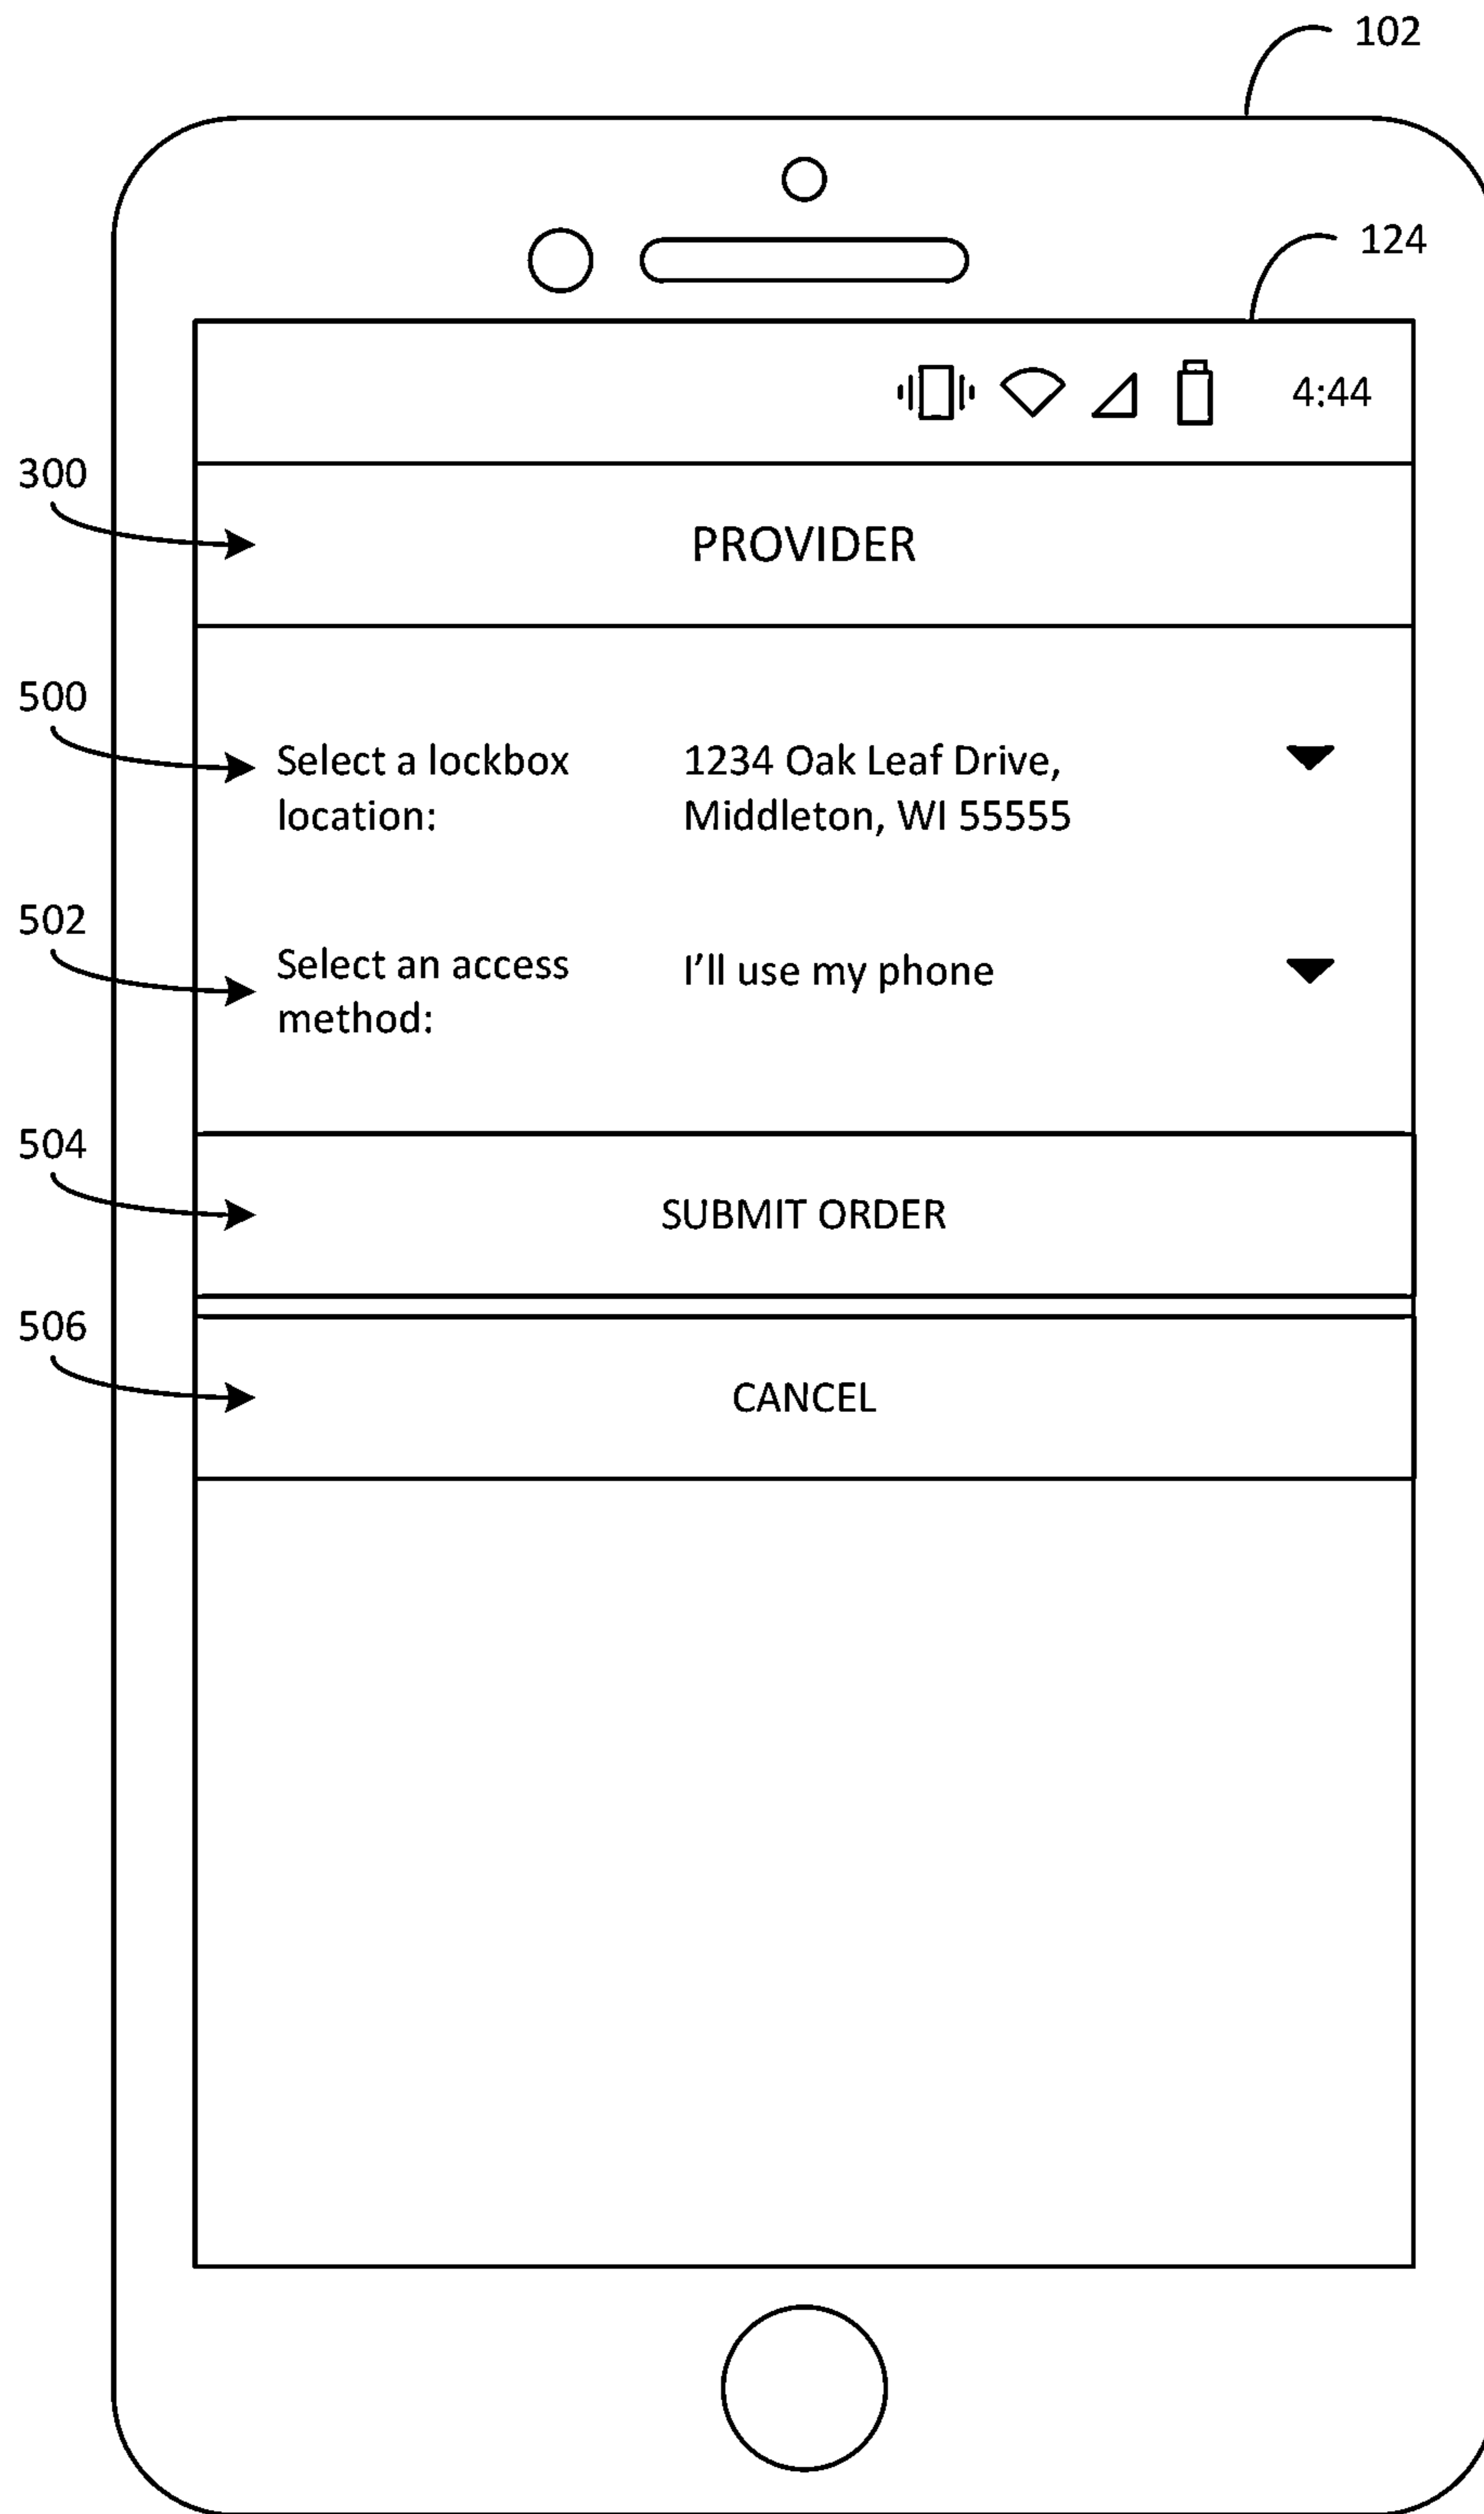 102
124
4:44
300
PROVIDER
500
Select a lockbox
location:
1234 Oak Leaf Drive,
Middleton, WI 55555
502
Select an access
method:
I'll use my phone
504
SUBMIT ORDER
506
CANCEL